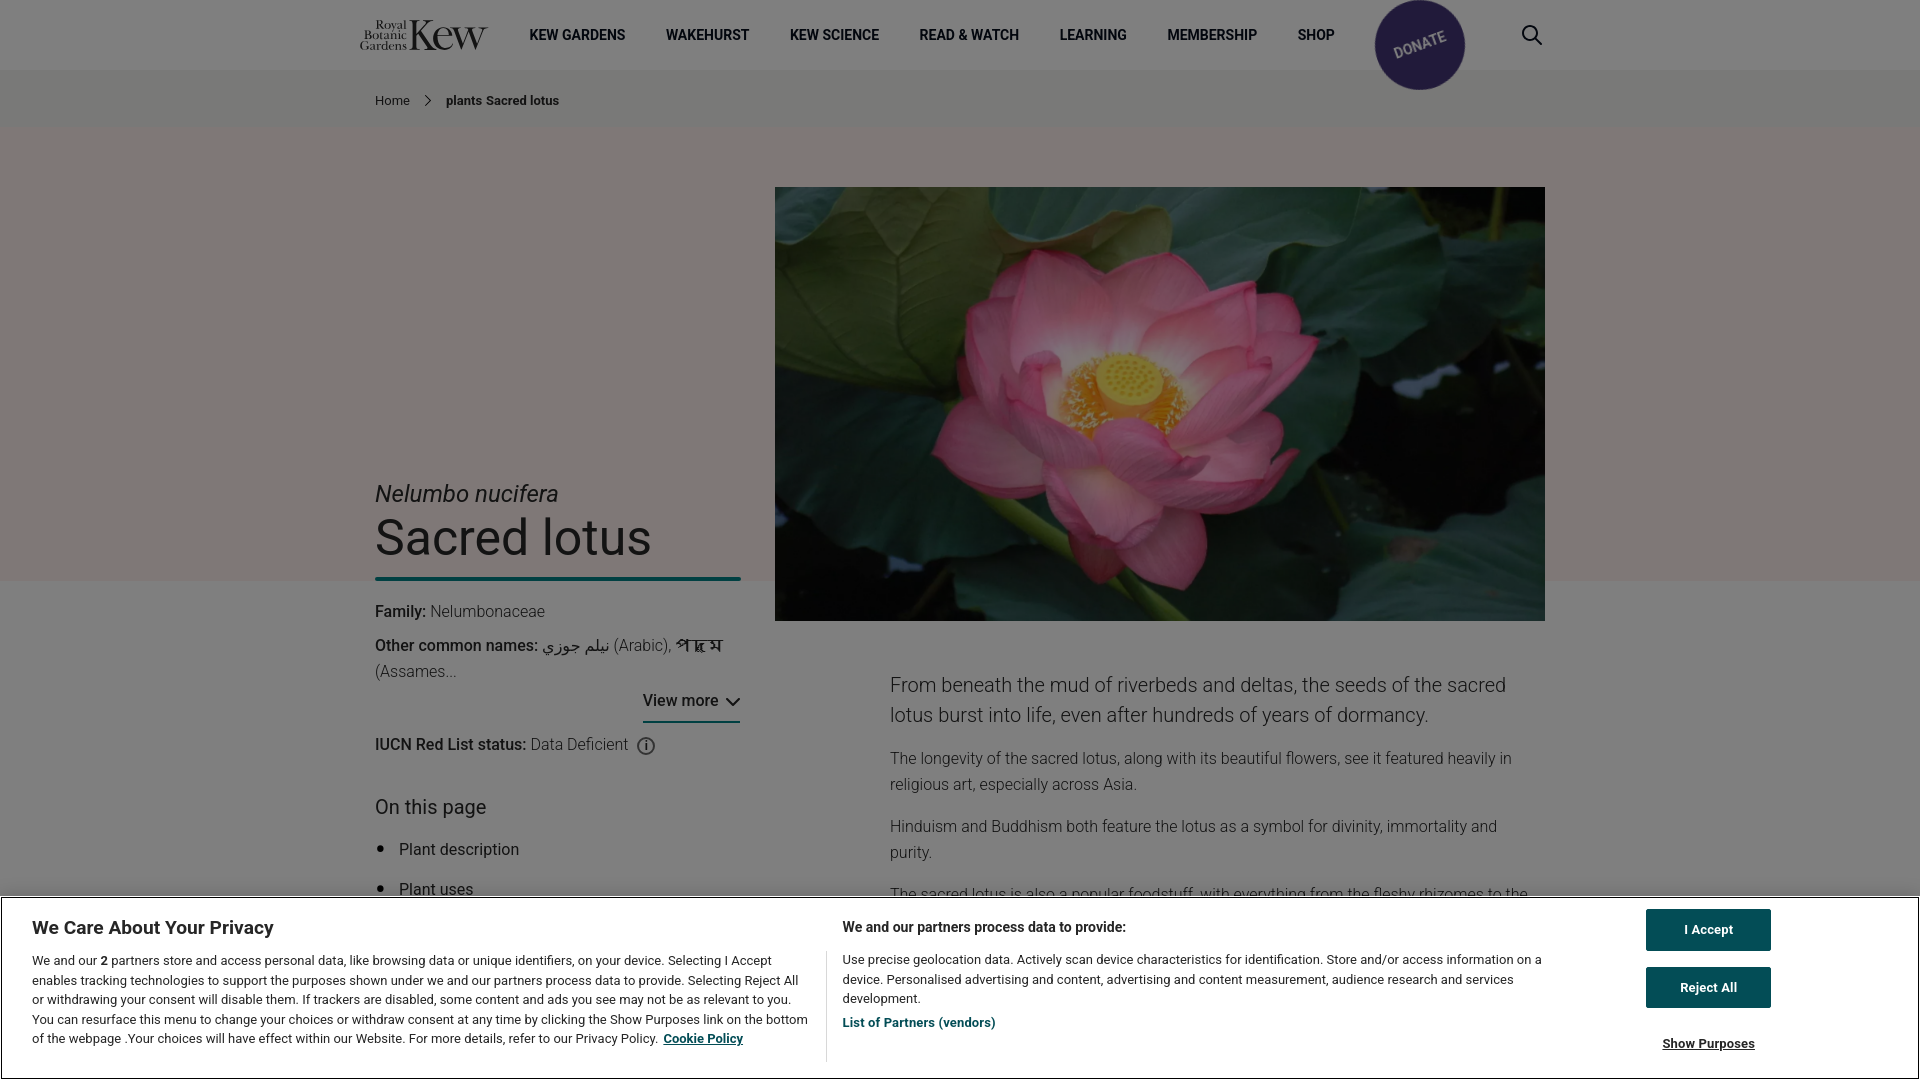 Royal
Botanic
Gardens
Kew
KEW GARDENS
WAKEHURST
KEW SCIENCE
READ & WATCH
LEARNING
MEMBERSHIP
SHOP
DONATE
Home
plants Sacred lotus
Nelumbo nucifera
Sacred lotus
Family: Nelumbonaceae
Other common names: نيلم جوزي (Arabic),
(Assames...
View more
IUCN Red List status: Data Deficient
On this page
• Plant description
• Plant uses
From beneath the mud of riverbeds and deltas, the seeds of the sacred
lotus burst into life, even after hundreds of years of dormancy.
The longevity of the sacred lotus, along with its beautiful flowers, see it featured heavily in
religious art, especially across Asia.
Hinduism and Buddhism both feature the lotus as a symbol for divinity, immortality and
purity.
The sacred lotus is also a popular foodstuff, with everything from the fleshy rhizomes to the
We Care About Your Privacy
We and our 2 partners store and access personal data, like browsing data or unique identifiers, on your device. Selecting I Accept
enables tracking technologies to support the purposes shown under we and our partners process data to provide. Selecting Reject All
or withdrawing your consent will disable them. If trackers are disabled, some content and ads you see may not be as relevant to you.
You can resurface this menu to change your choices or withdraw consent at any time by clicking the Show Purposes link on the bottom
of the webpage .Your choices will have effect within our Website. For more details, refer to our Privacy Policy. Cookie Policy
We and our partners process data to provide:
Use precise geolocation data. Actively scan device characteristics for identification. Store and/or access information on a
device. Personalised advertising and content, advertising and content measurement, audience research and services
development.
List of Partners (vendors)
I Accept
Reject All
Show Purposes